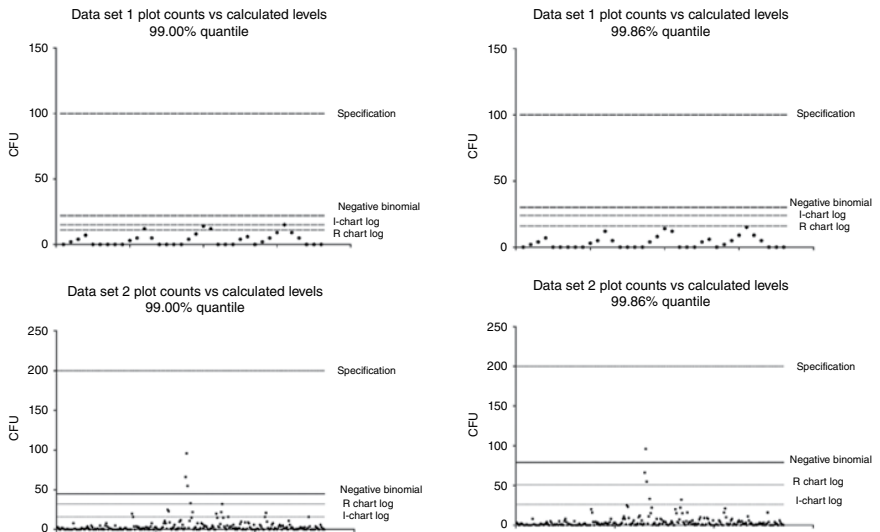 Data set 1 plot counts vs calculated levels
99.00% quantile
150
100
50
0
CFU
Specification
Negative binomial
I-chart log
R chart log
Data set 1 plot counts vs calculated levels
99.86% quantile
150
100
50
0
CFU
Specification
Negative binomial
I-chart log
R chart log
Data set 2 plot counts vs calculated levels
99.00% quantile
250
200
150
100
50
0
CFU
Specification
Negative binomial
R chart log
I-chart log
Data set 2 plot counts vs calculated levels
99.86% quantile
250
200
150
100
50
0
CFU
Specification
Negative binomial
R chart log
I-chart log